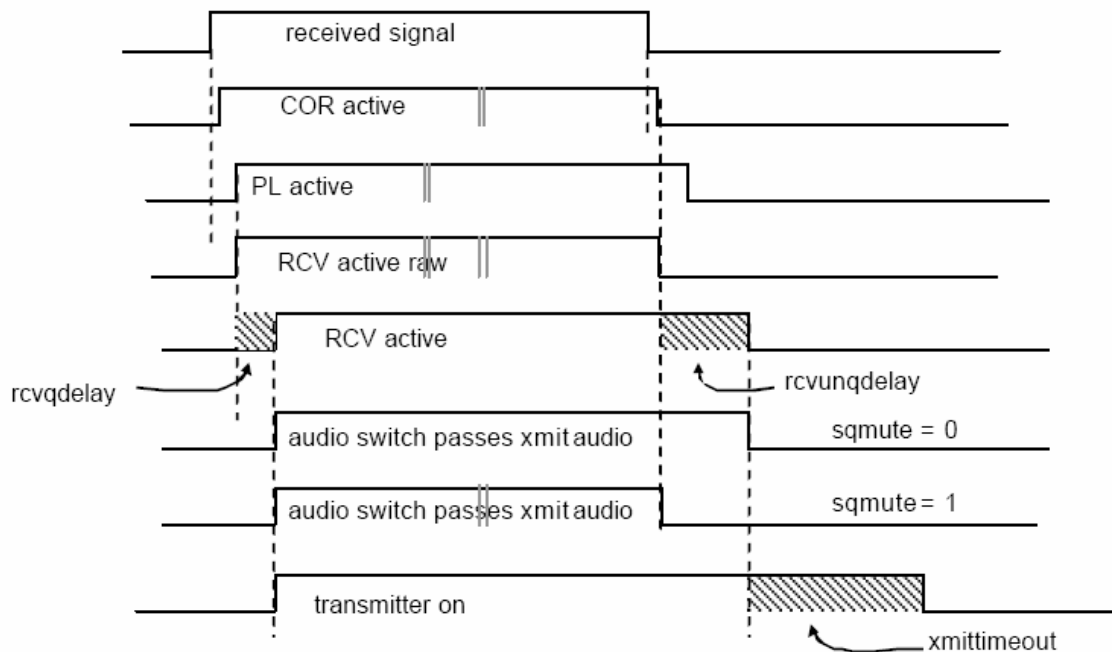 received signal
COR active
PL active
RCV active raw
RCV active
rcvqdelay
rcvunqdelay
audio switch passes xmit audio
sqmute = 0
audio switch passes xmit audio
sqmute = 1
transmitter on
xmittimeout